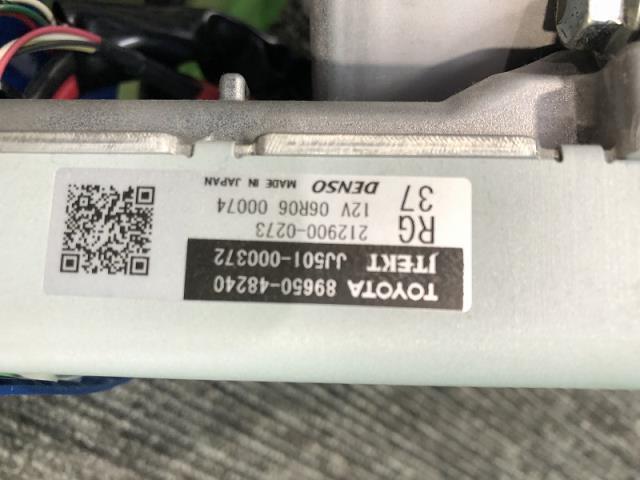 TOYOTA 89650-48240
JTEKT JJ501-000372
RG 212900-0273
37 12V 06R06 00074
DENSO MADE IN JAPAN